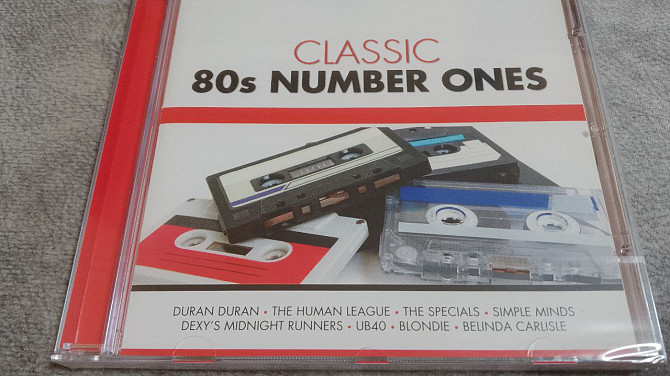 CLASSIC
80s NUMBER ONES
DURAN DURAN • THE HUMAN LEAGUE • THE SPECIALS • SIMPLE MINDS
DEXY'S MIDNIGHT RUNNERS • UB40 • BLONDIE • BELINDA CARLISLE